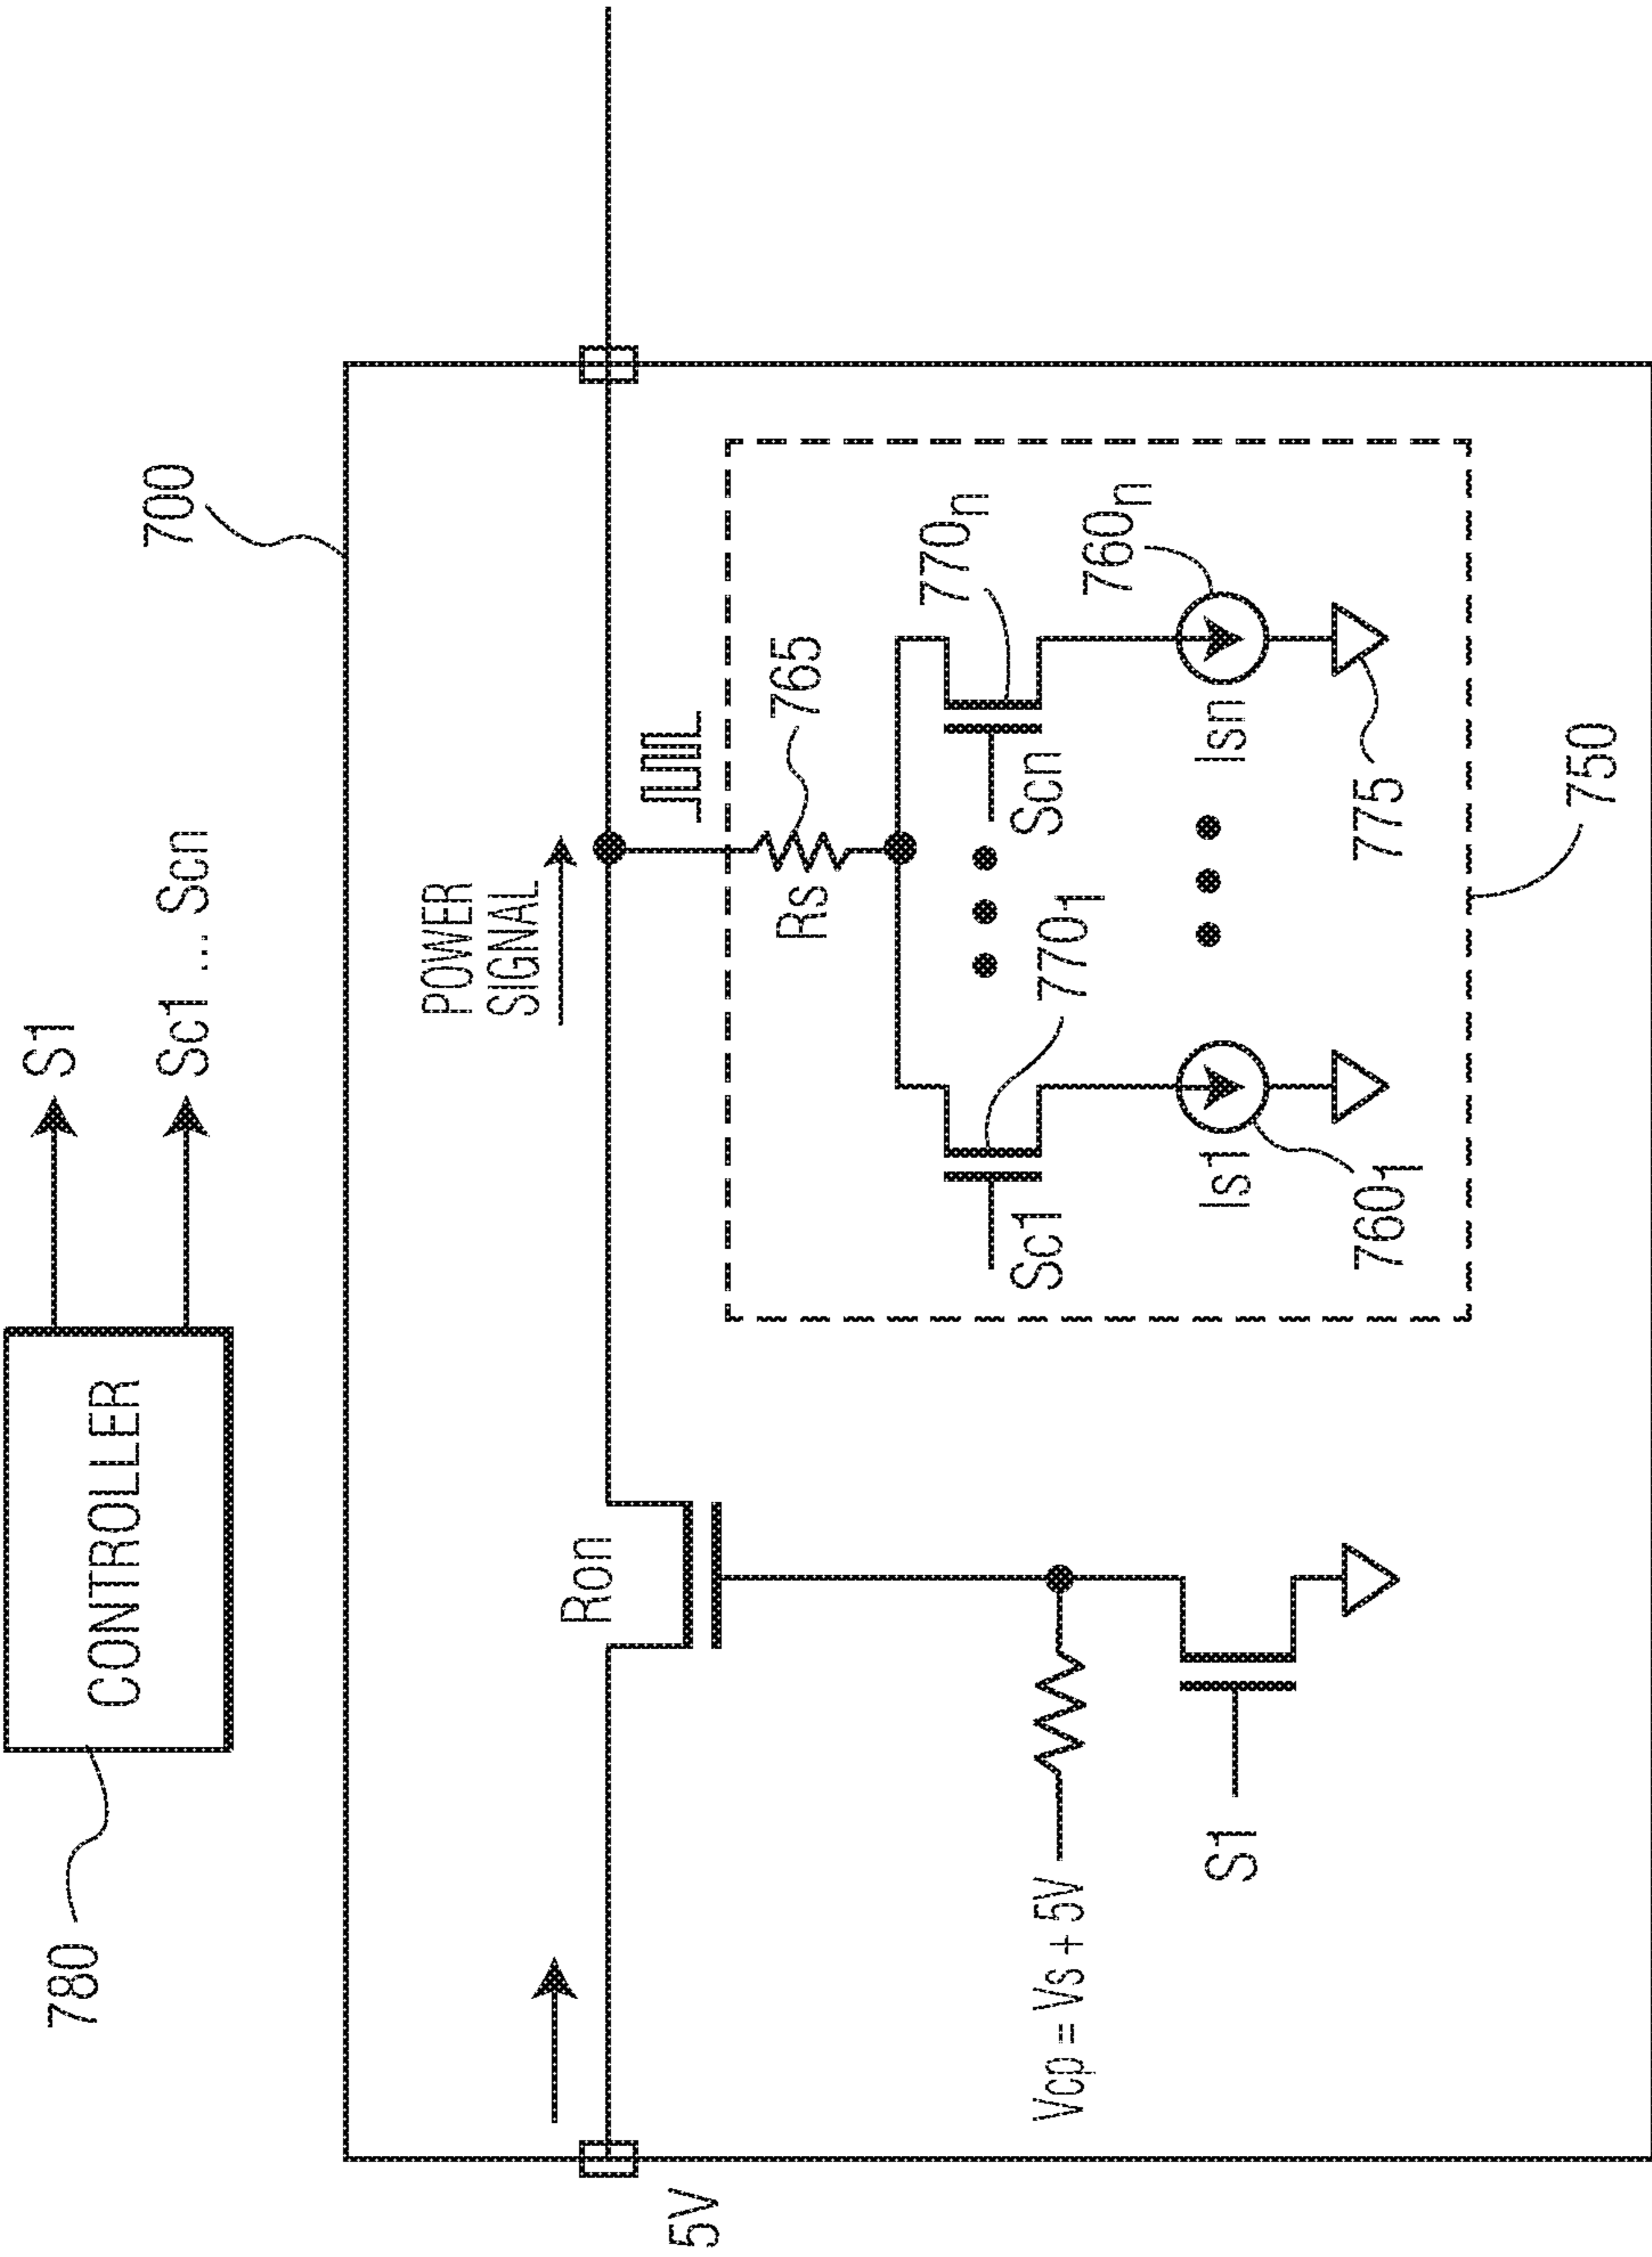 780
CONTROLLER
S1
Sc1 ... Scn
700
5V
Ron
POWER
SIGNAL
Vcp = Vs + 5V
S1
Rs
765
Sc1
770₁
Scn
770ₙ
Is1
760₁
Isn
760ₙ
775
750